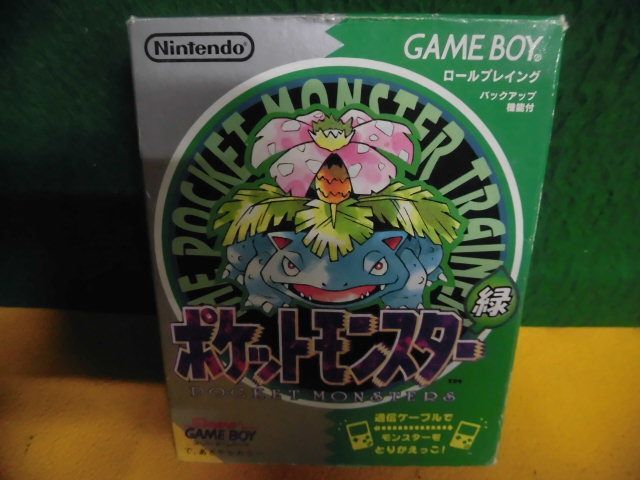 Nintendo
GAME BOY
ロールプレイング
バックアップ
機能付
THE POCKET MONSTER TRAINER
緑
ポケットモンスター
TM
POCKET MONSTERS
Super
GAME BOY
通信ケーブルで
モンスターを
とりかえっこ!